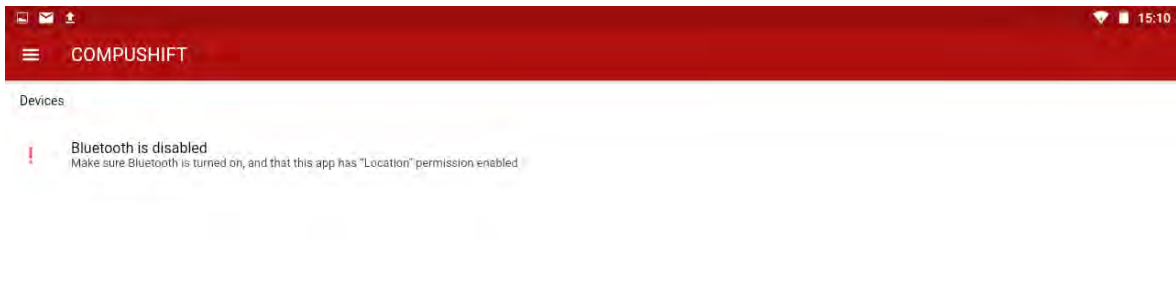 15:10
COMPUSHIFT
Devices
Bluetooth is disabled
Make sure Bluetooth is turned on, and that this app has "Location" permission enabled